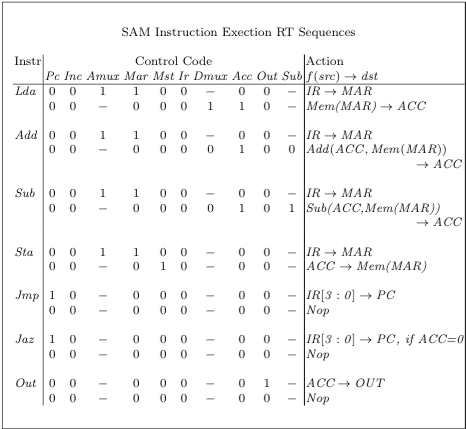 SAM Instruction Exection RT Sequences
Instr Control Code Action
Pc Inc Amux Mar Mst Ir Dmux Acc Out Sub f(src) → dst
Lda 0 0 1 1 0 0 − 0 0 − IR → MAR
0 0 − 0 0 0 1 1 0 − Mem(MAR) → ACC
Add 0 0 1 1 0 0 − 0 0 − IR → MAR
0 0 − 0 0 0 0 1 0 0 Add(ACC, Mem(MAR))
→ ACC
Sub 0 0 1 1 0 0 − 0 0 − IR → MAR
0 0 − 0 0 0 0 1 0 1 Sub(ACC,Mem(MAR))
→ ACC
Sta 0 0 1 1 0 0 − 0 0 − IR → MAR
0 0 − 0 1 0 − 0 0 − ACC → Mem(MAR)
Jmp 1 0 − 0 0 0 − 0 0 − IR[3 : 0] → PC
0 0 − 0 0 0 − 0 0 − Nop
Jaz 1 0 − 0 0 0 − 0 0 − IR[3 : 0] → PC, if ACC=0
0 0 − 0 0 0 − 0 0 − Nop
Out 0 0 − 0 0 0 − 0 1 − ACC → OUT
0 0 − 0 0 0 − 0 0 − Nop